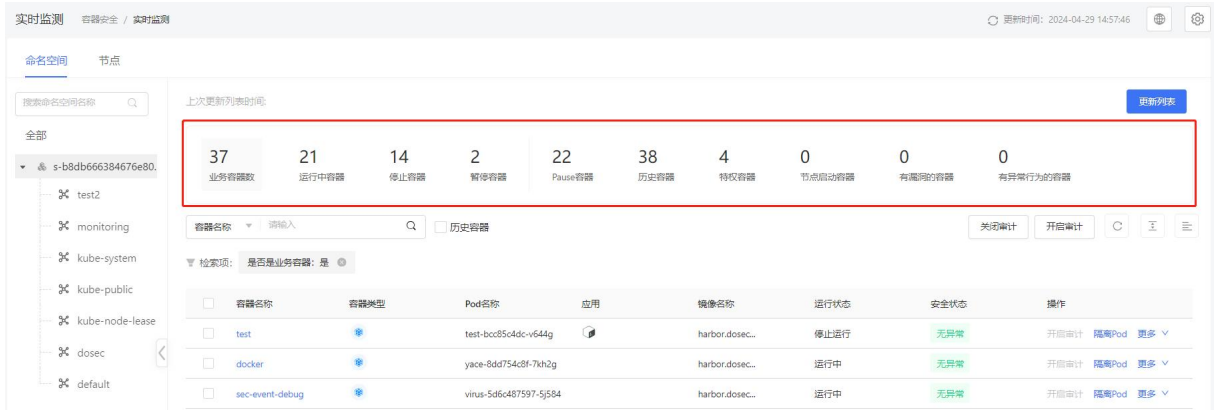 实时监测 容器安全 / 实时监测 更新时间：2024-04-29 14:57:46
命名空间 节点
搜索命名空间名称 上次更新列表时间: 更新列表
全部
s-b8db666384676e80.
test2
monitoring
kube-system
kube-public
kube-node-lease
dosec
default
37 21 14 2 22 38 4 0 0 0
业务容器数 运行中容器 停止容器 暂停容器 Pause容器 历史容器 特权容器 节点启动容器 有漏洞的容器 有异常行为的容器
容器名称 请输入 历史容器 关闭审计 开启审计
检索项: 是否是业务容器: 是
容器名称 容器类型 Pod名称 应用 镜像名称 运行状态 安全状态 操作
test test-bcc85c4dc-v644g harbor.dosec... 停止运行 无异常 开启审计 隔离Pod 更多
docker yace-8dd754c8f-7kh2g harbor.dosec... 运行中 无异常 开启审计 隔离Pod 更多
sec-event-debug virus-5d6c487597-5j584 harbor.dosec... 运行中 无异常 开启审计 隔离Pod 更多